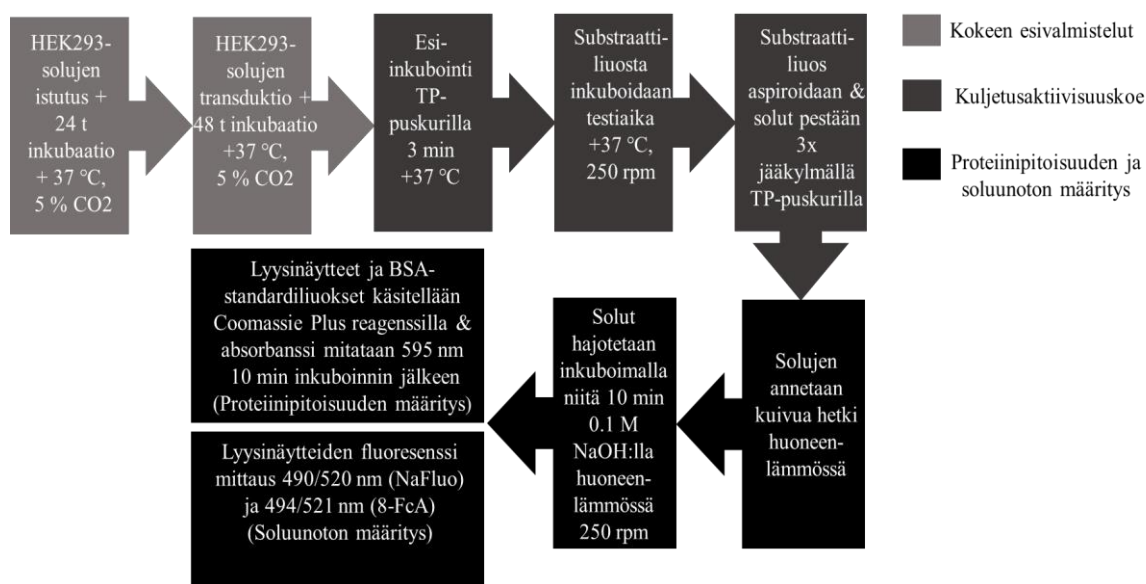 HEK293-
solujen
istutus +
24 t
inkubaatio
+ 37 °C,
5 % CO2
HEK293-
solujen
transduktio +
48 t inkubaatio
+37 °C,
5 % CO2
Esi-
inkubointi
TP-
puskurilla
3 min
+37 °C
Substraatti-
liuosta
inkuboidaan
testiaika
+37 °C,
250 rpm
Substraatti-
liuos
aspiroidaan &
solut pestään
3x
jääkylmällä
TP-puskurilla
Kokeen esivalmistelut
Kuljetusaktiivisuuskoe
Proteiinipitoisuuden ja
soluunoton määritys
Solujen
annetaan
kuivua hetki
huoneen-
lämmössä
Solut
hajotetaan
inkuboimalla
niitä 10 min
0.1 M
NaOH:lla
huoneen-
lämmössä
250 rpm
Lyysinäytteet ja BSA-
standardiliuokset käsitellään
Coomassie Plus reagenssilla &
absorbanssi mitataan 595 nm
10 min inkuboinnin jälkeen
(Proteiinipitoisuuden määritys)
Lyysinäytteiden fluoresenssi
mittaus 490/520 nm (NaFluo)
ja 494/521 nm (8-FcA)
(Soluunoton määritys)